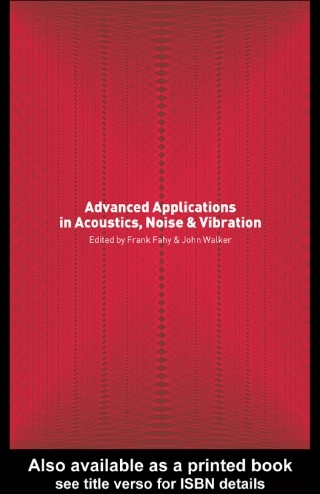 Advanced Applications
in Acoustics, Noise & Vibration
Edited by Frank Fahy & John Walker
Also available as a printed book
see title verso for ISBN details